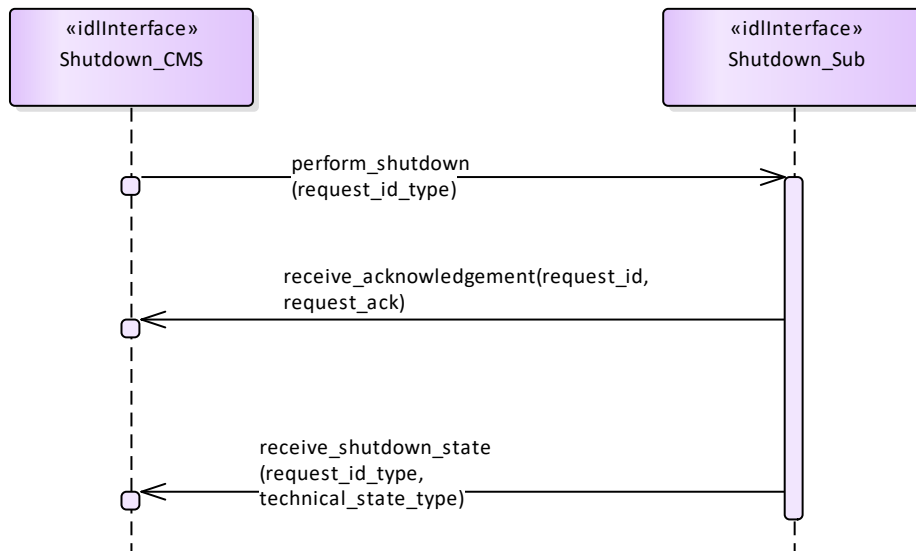 «idlInterface»
Shutdown_CMS
«idlInterface»
Shutdown_Sub
perform_shutdown
(request_id_type)
receive_acknowledgement(request_id,
request_ack)
receive_shutdown_state
(request_id_type,
technical_state_type)